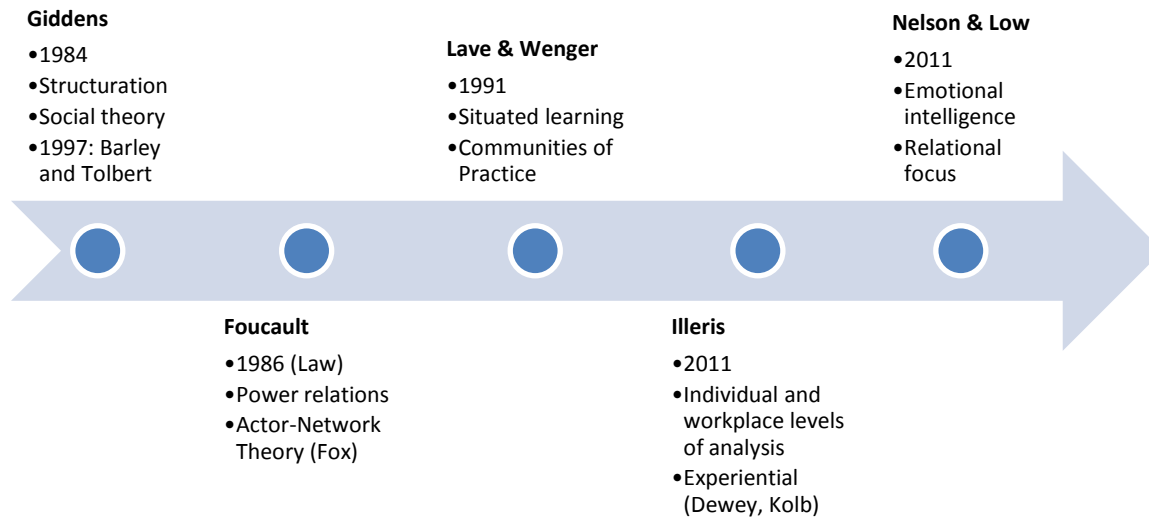 Giddens
•1984
•Structuration
•Social theory
•1997: Barley
and Tolbert
Foucault
•1986 (Law)
•Power relations
•Actor-Network
Theory (Fox)
Lave & Wenger
•1991
•Situated learning
•Communities of
Practice
Illeris
•2011
•Individual and
workplace levels
of analysis
•Experiential
(Dewey, Kolb)
Nelson & Low
•2011
•Emotional
intelligence
•Relational
focus